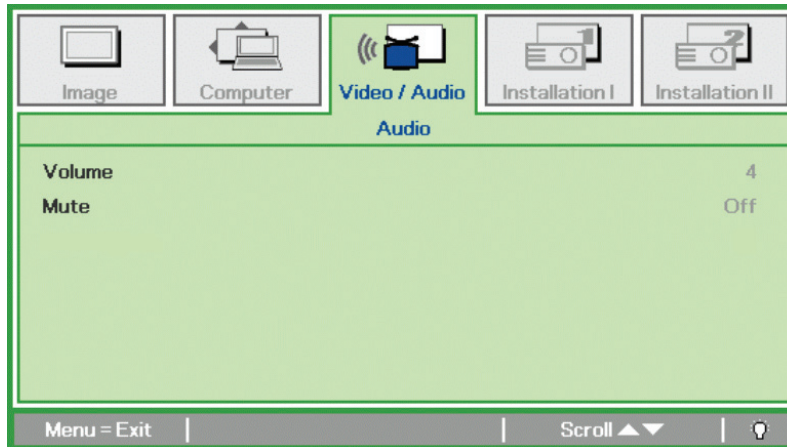 Image Computer Video / Audio Installation I Installation II
Audio
Volume 4
Mute Off
Menu = Exit Scroll